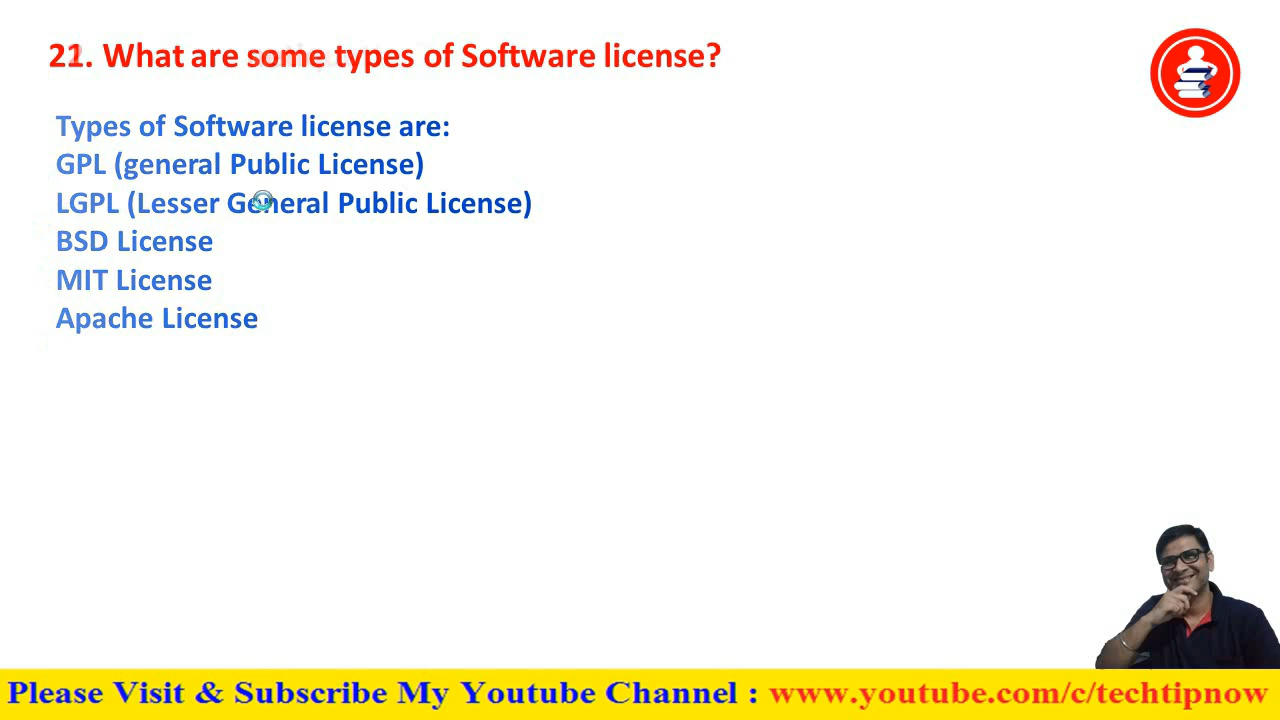 21. What are some types of Software license?
Types of Software license are:
GPL (general Public License)
LGPL (Lesser General Public License)
BSD License
MIT License
Apache License
Please Visit & Subscribe My Youtube Channel : www.youtube.com/c/techtipnow